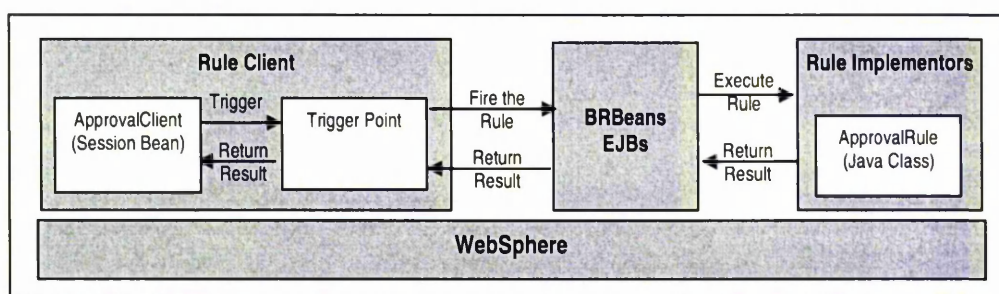 Rule Client
ApprovalClient
(Session Bean)
Trigger
Return
Result
Trigger Point
Fire the
Rule
Return
Result
BRBeans
EJBs
Execute
Rule
Return
Result
Rule Implementors
ApprovalRule
(Java Class)
WebSphere